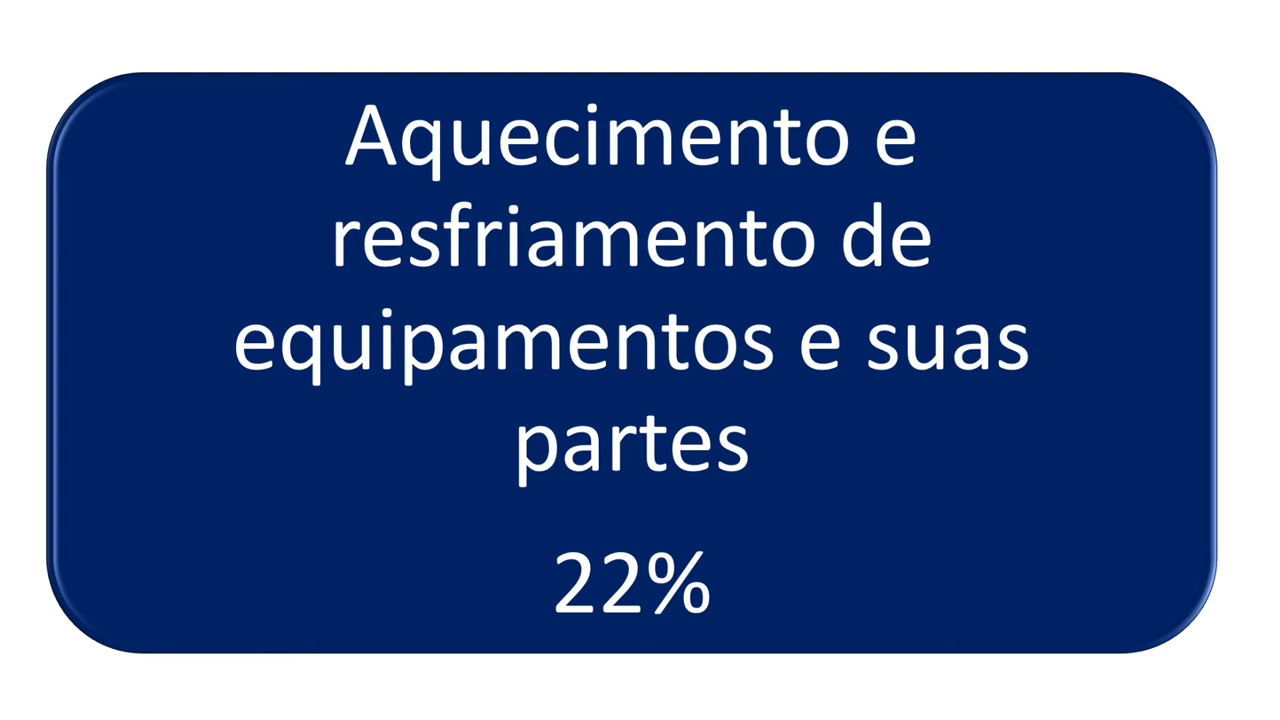 Aquecimento e
resfriamento de
equipamentos e suas
partes
22%